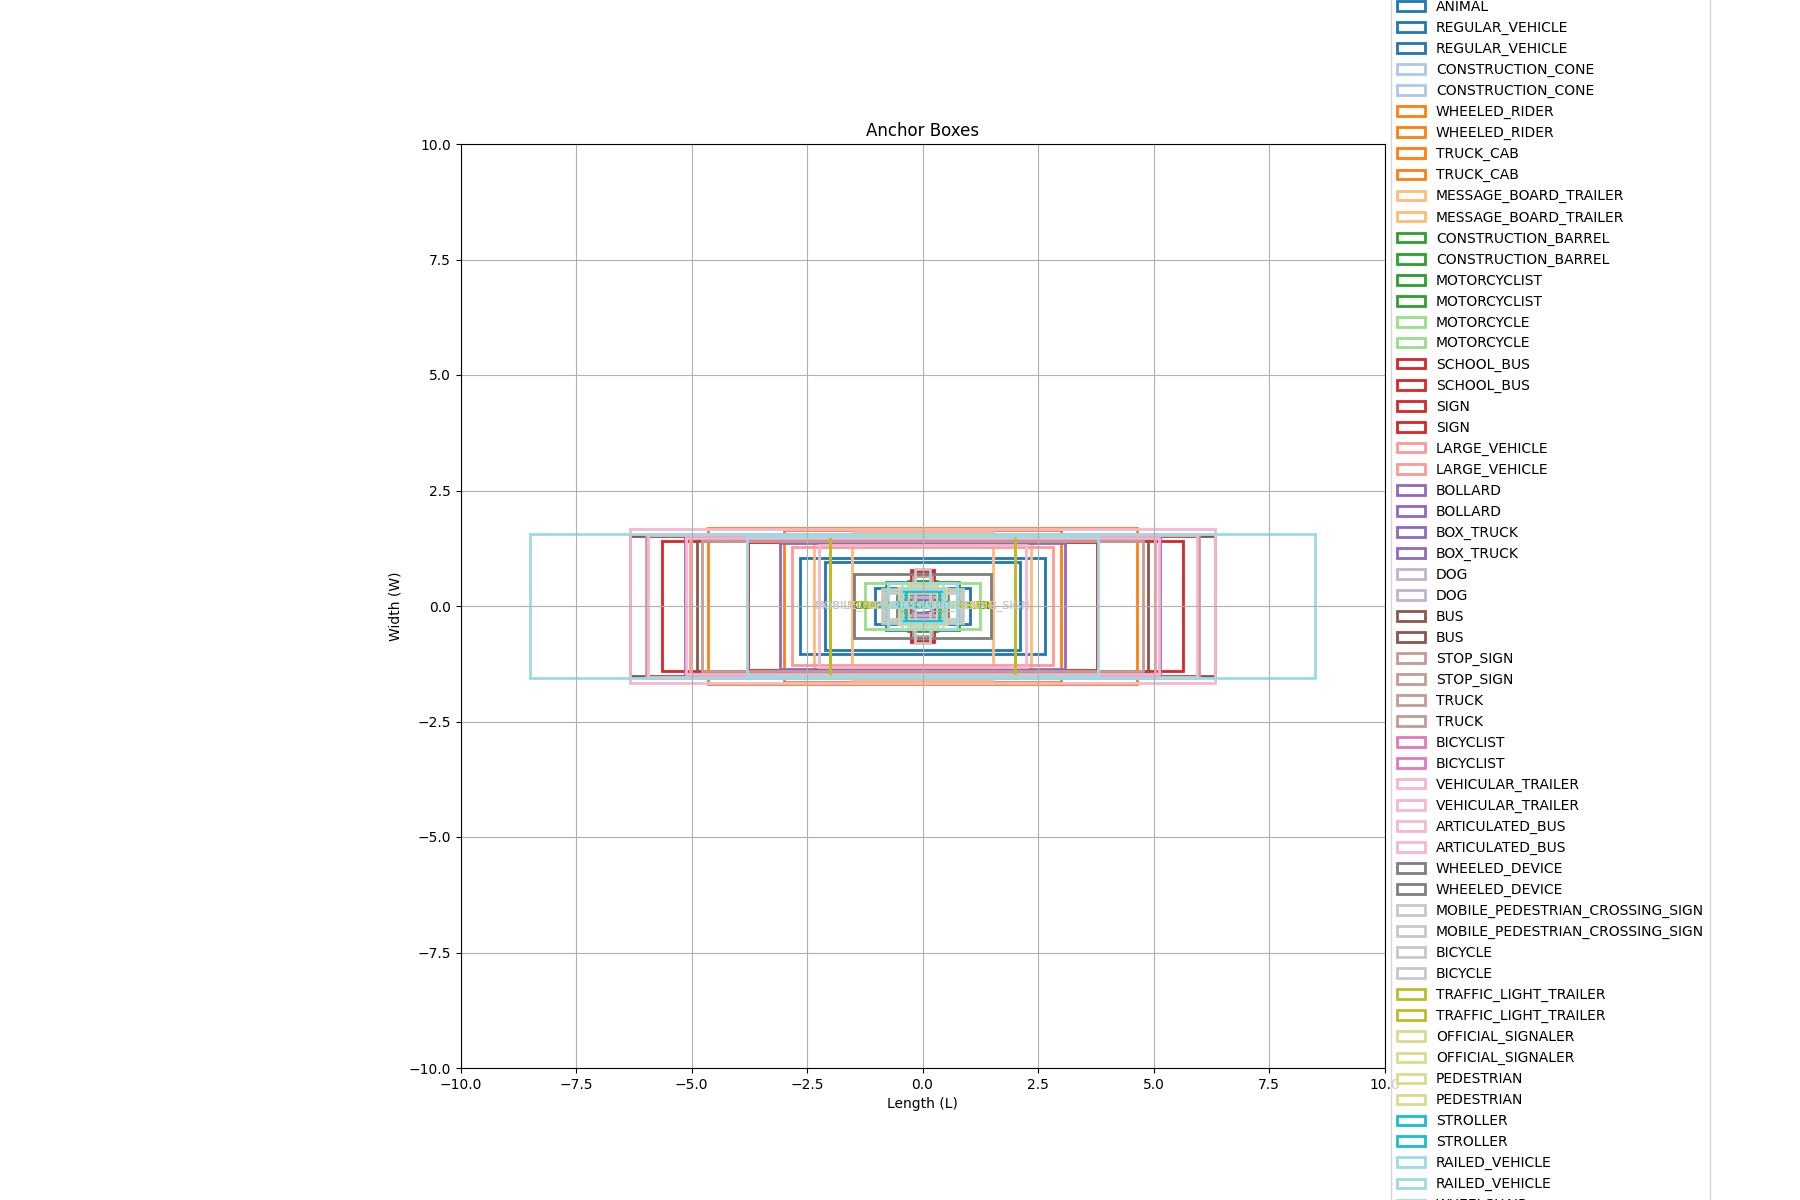 Anchor Boxes
10.0
7.5
5.0
2.5
0.0
−2.5
−5.0
−7.5
−10.0
Width (W)
−10.0
−7.5
−5.0
−2.5
0.0
2.5
5.0
7.5
10.0
Length (L)
ANIMAL
REGULAR_VEHICLE
REGULAR_VEHICLE
CONSTRUCTION_CONE
CONSTRUCTION_CONE
WHEELED_RIDER
WHEELED_RIDER
TRUCK_CAB
TRUCK_CAB
MESSAGE_BOARD_TRAILER
MESSAGE_BOARD_TRAILER
CONSTRUCTION_BARREL
CONSTRUCTION_BARREL
MOTORCYCLIST
MOTORCYCLIST
MOTORCYCLE
MOTORCYCLE
SCHOOL_BUS
SCHOOL_BUS
SIGN
SIGN
LARGE_VEHICLE
LARGE_VEHICLE
BOLLARD
BOLLARD
BOX_TRUCK
BOX_TRUCK
DOG
DOG
BUS
BUS
STOP_SIGN
STOP_SIGN
TRUCK
TRUCK
BICYCLIST
BICYCLIST
VEHICULAR_TRAILER
VEHICULAR_TRAILER
ARTICULATED_BUS
ARTICULATED_BUS
WHEELED_DEVICE
WHEELED_DEVICE
MOBILE_PEDESTRIAN_CROSSING_SIGN
MOBILE_PEDESTRIAN_CROSSING_SIGN
BICYCLE
BICYCLE
TRAFFIC_LIGHT_TRAILER
TRAFFIC_LIGHT_TRAILER
OFFICIAL_SIGNALER
OFFICIAL_SIGNALER
PEDESTRIAN
PEDESTRIAN
STROLLER
STROLLER
RAILED_VEHICLE
RAILED_VEHICLE